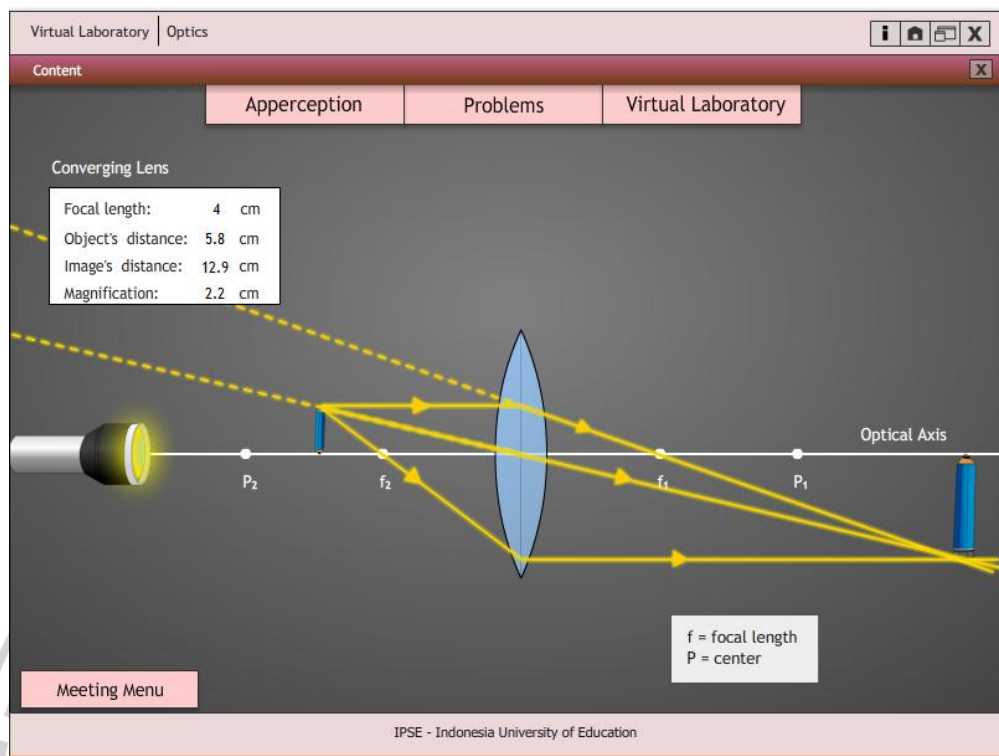 Virtual Laboratory Optics
i X
Content X
Apperception Problems Virtual Laboratory
Converging Lens
Focal length: 4 cm
Object's distance: 5.8 cm
Image's distance: 12.9 cm
Magnification: 2.2 cm
Optical Axis
P₂ f₂ f₁ P₁
f = focal length
P = center
Meeting Menu
IPSE - Indonesia University of Education